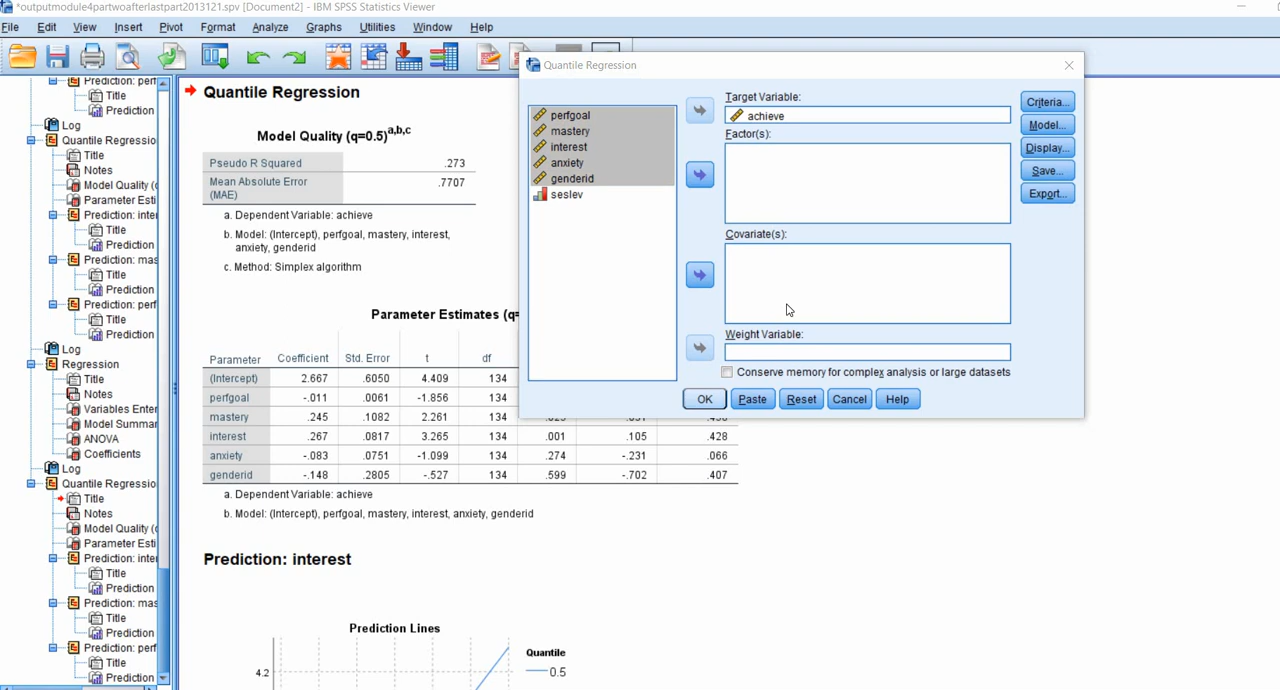 *outputmodule4partwoafterlastpart2013121.spv [Document2] - IBM SPSS Statistics Viewer
File Edit View Insert Pivot Format Analyze Graphs Utilities Window Help
Prediction: perf
Title
Prediction
Log
Quantile Regressio
Title
Notes
Model Quality (
Parameter Esti
Prediction: inte
Title
Prediction
Prediction: mas
Title
Prediction
Prediction: perf
Title
Prediction
Log
Regression
Title
Notes
Variables Enter
Model Summar
ANOVA
Coefficients
Log
Quantile Regressio
Title
Notes
Model Quality (
Parameter Esti
Prediction: inte
Title
Prediction
Prediction: mas
Title
Prediction
Prediction: perf
Title
Prediction
Quantile Regression
Model Quality (q=0.5)a,b,c
Pseudo R Squared .273
Mean Absolute Error (MAE) .7707
a. Dependent Variable: achieve
b. Model: (Intercept), perfgoal, mastery, interest,
anxiety, genderid
c. Method: Simplex algorithm
Parameter Estimates (q=
Parameter Coefficient Std. Error t df
(Intercept) 2.667 .6050 4.409 134
perfgoal -.011 .0061 -1.856 134
mastery .245 .1082 2.261 134
interest .267 .0817 3.265 134 .001 .105 .428
anxiety -.083 .0751 -1.099 134 .274 -.231 .066
genderid -.148 .2805 -.527 134 .599 -.702 .407
a. Dependent Variable: achieve
b. Model: (Intercept), perfgoal, mastery, interest, anxiety, genderid
Prediction: interest
Prediction Lines
4.2
Quantile
0.5
Quantile Regression
perfgoal
mastery
interest
anxiety
genderid
seslev
Target Variable:
achieve
Factor(s):
Covariate(s):
Weight Variable:
Conserve memory for complex analysis or large datasets
OK Paste Reset Cancel Help
Criteria...
Model...
Display...
Save...
Export...